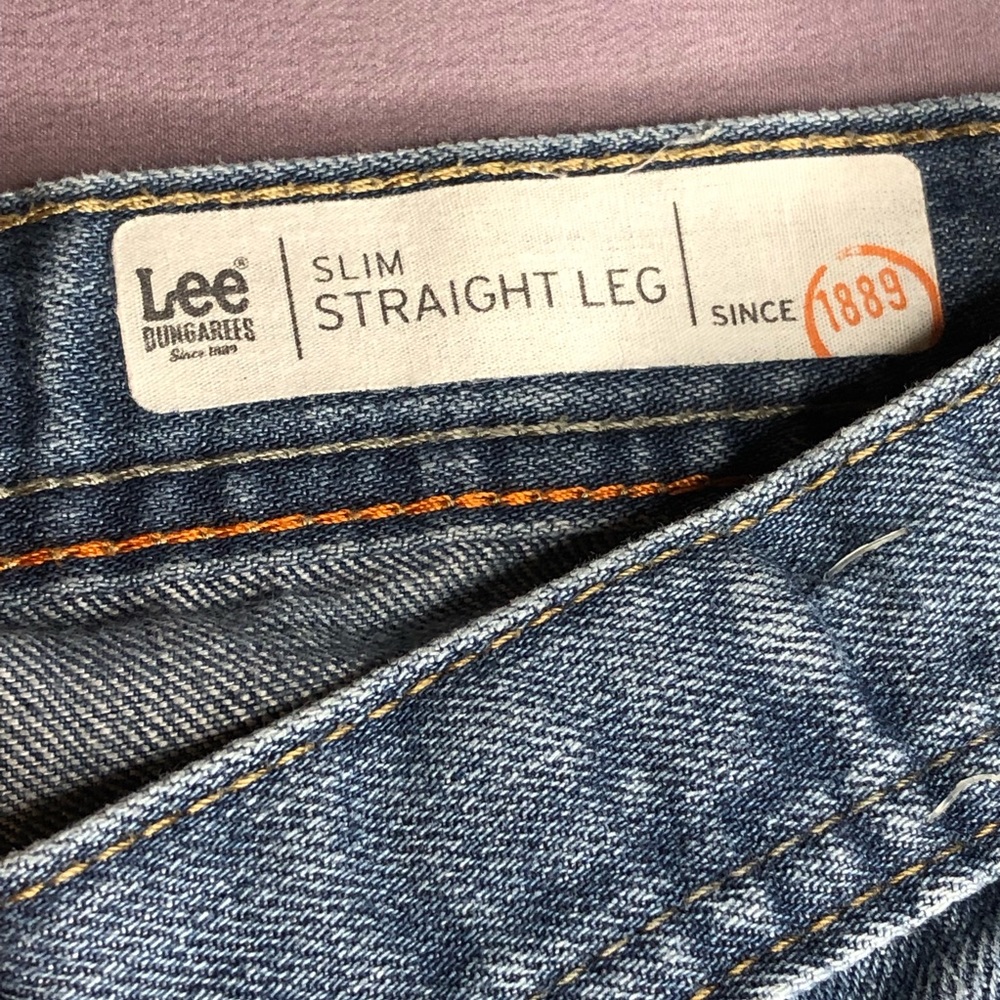 Lee®
DUNGAREES
Since 1889
SLIM
STRAIGHT LEG
SINCE 1889